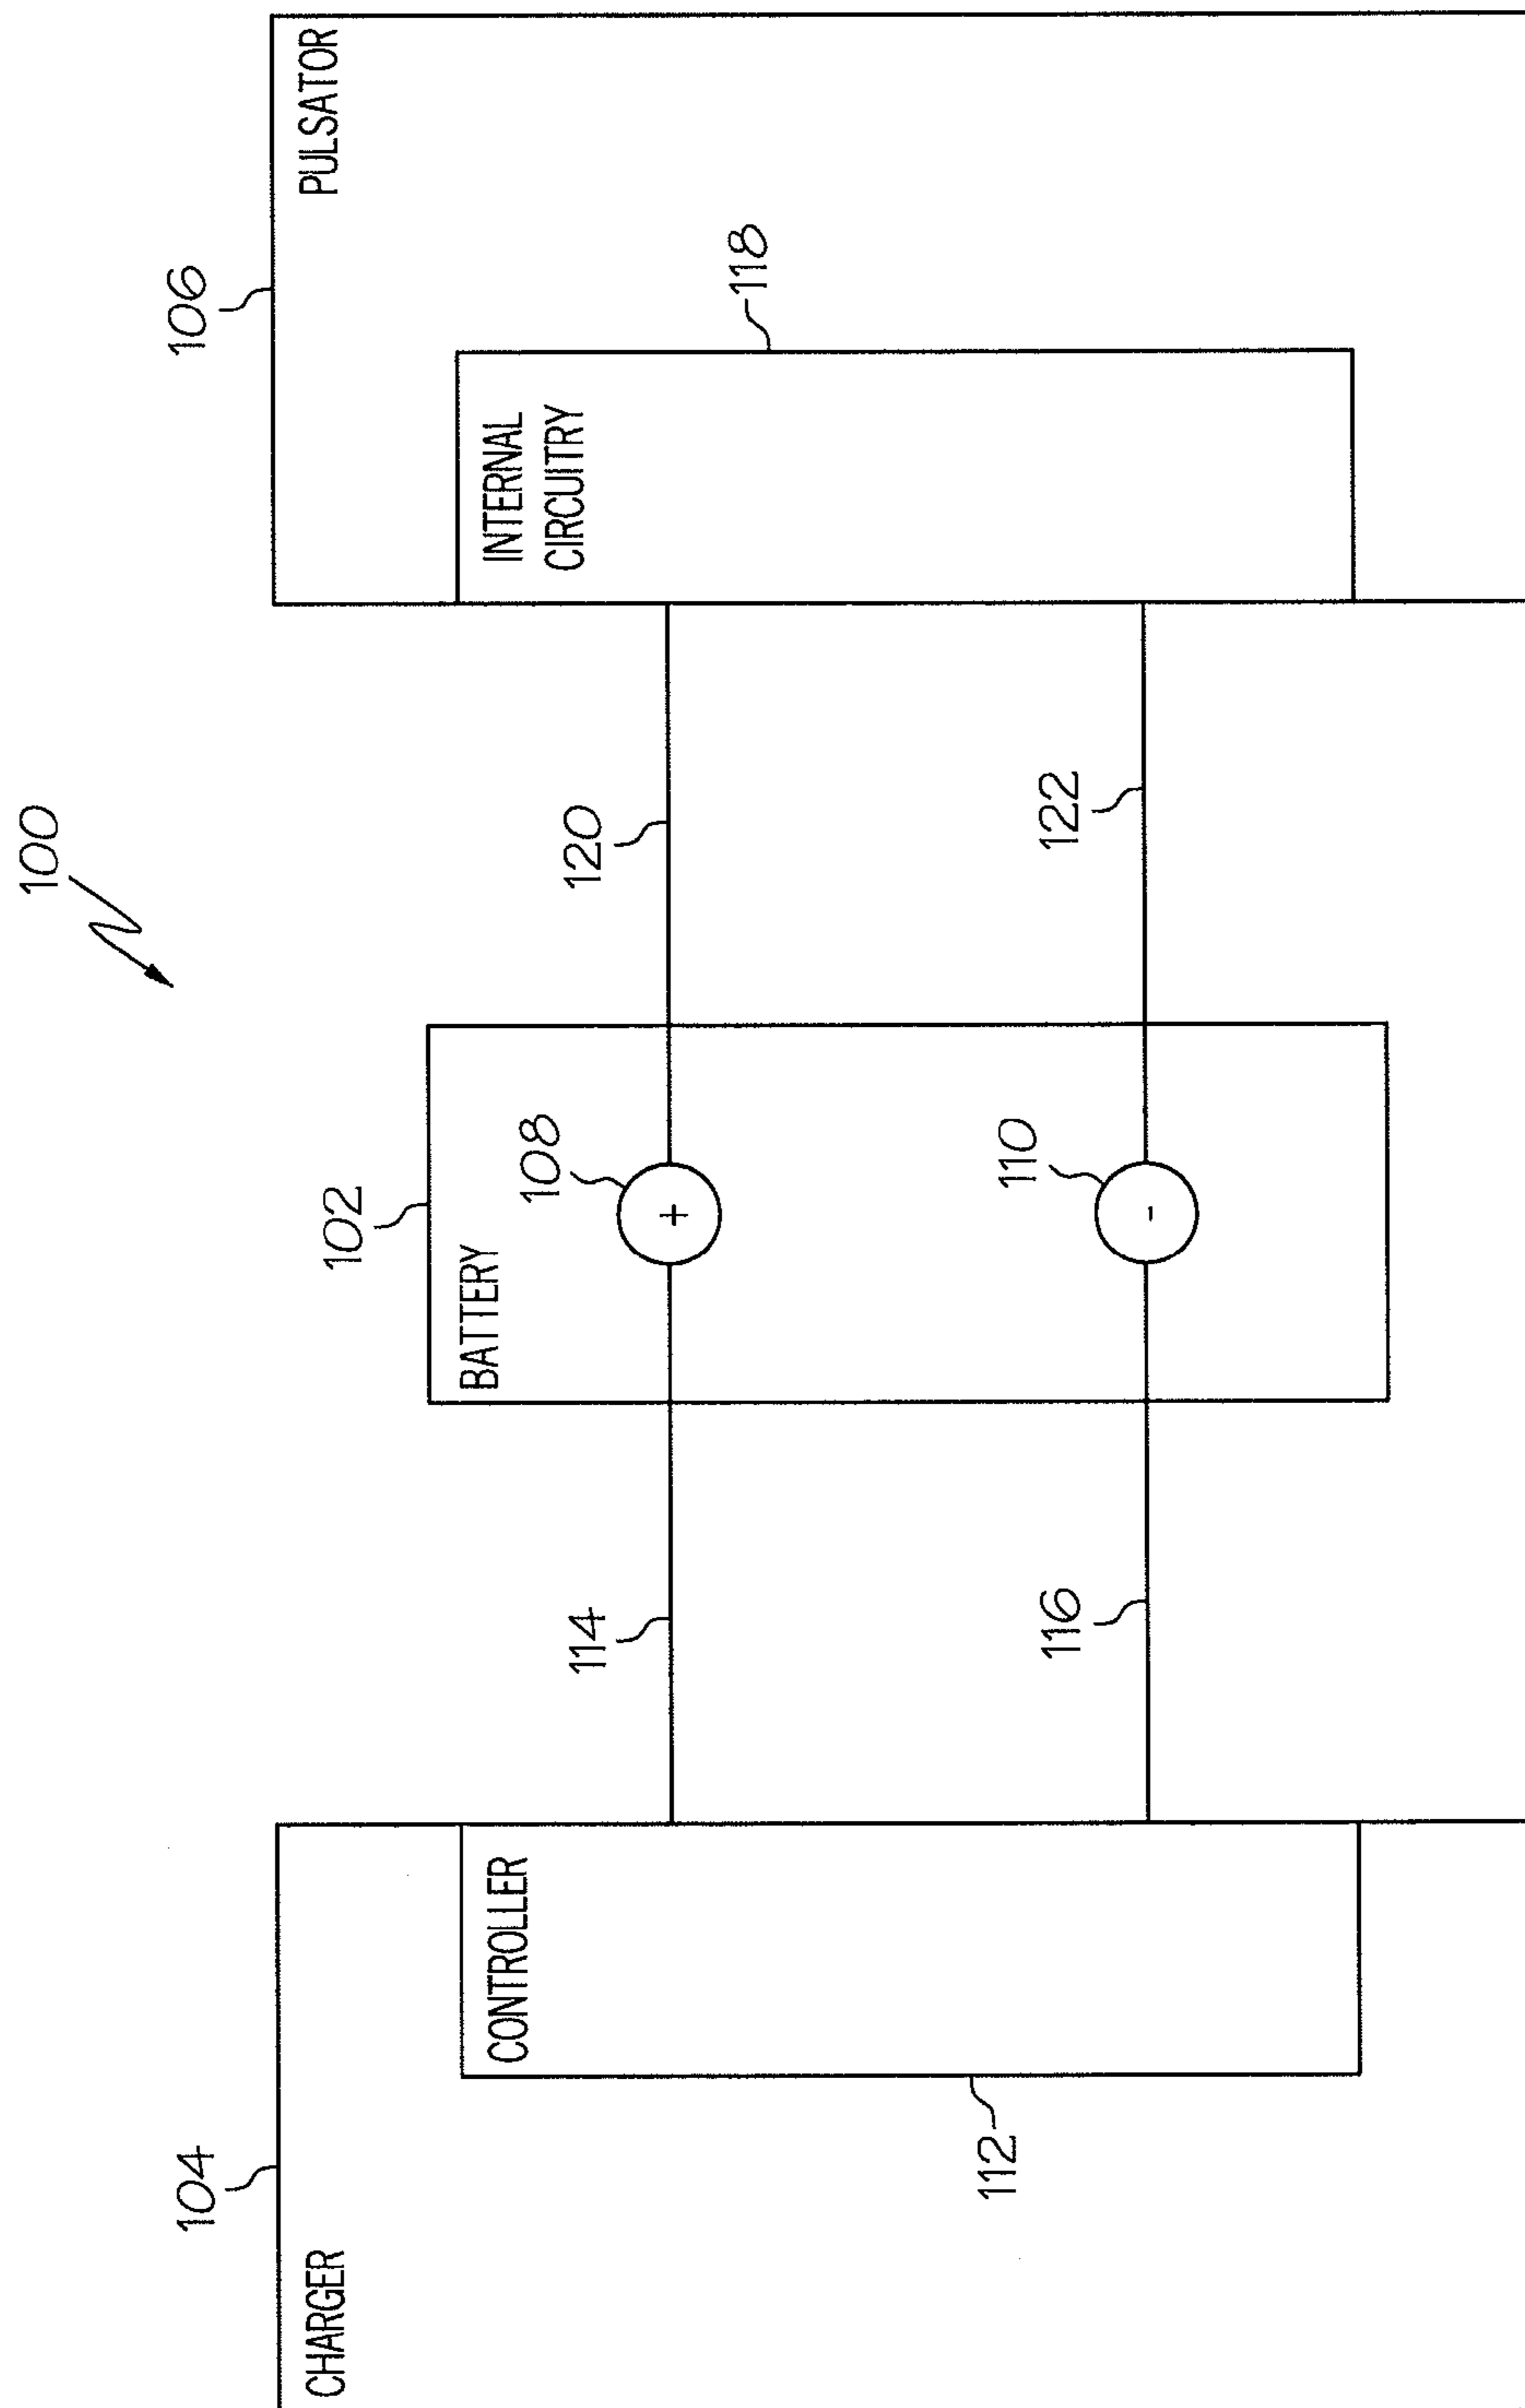 100
104
CHARGER
CONTROLLER
112
114
116
102
BATTERY
108
+
110
-
120
122
106
PULSATOR
INTERNAL
CIRCUITRY
118